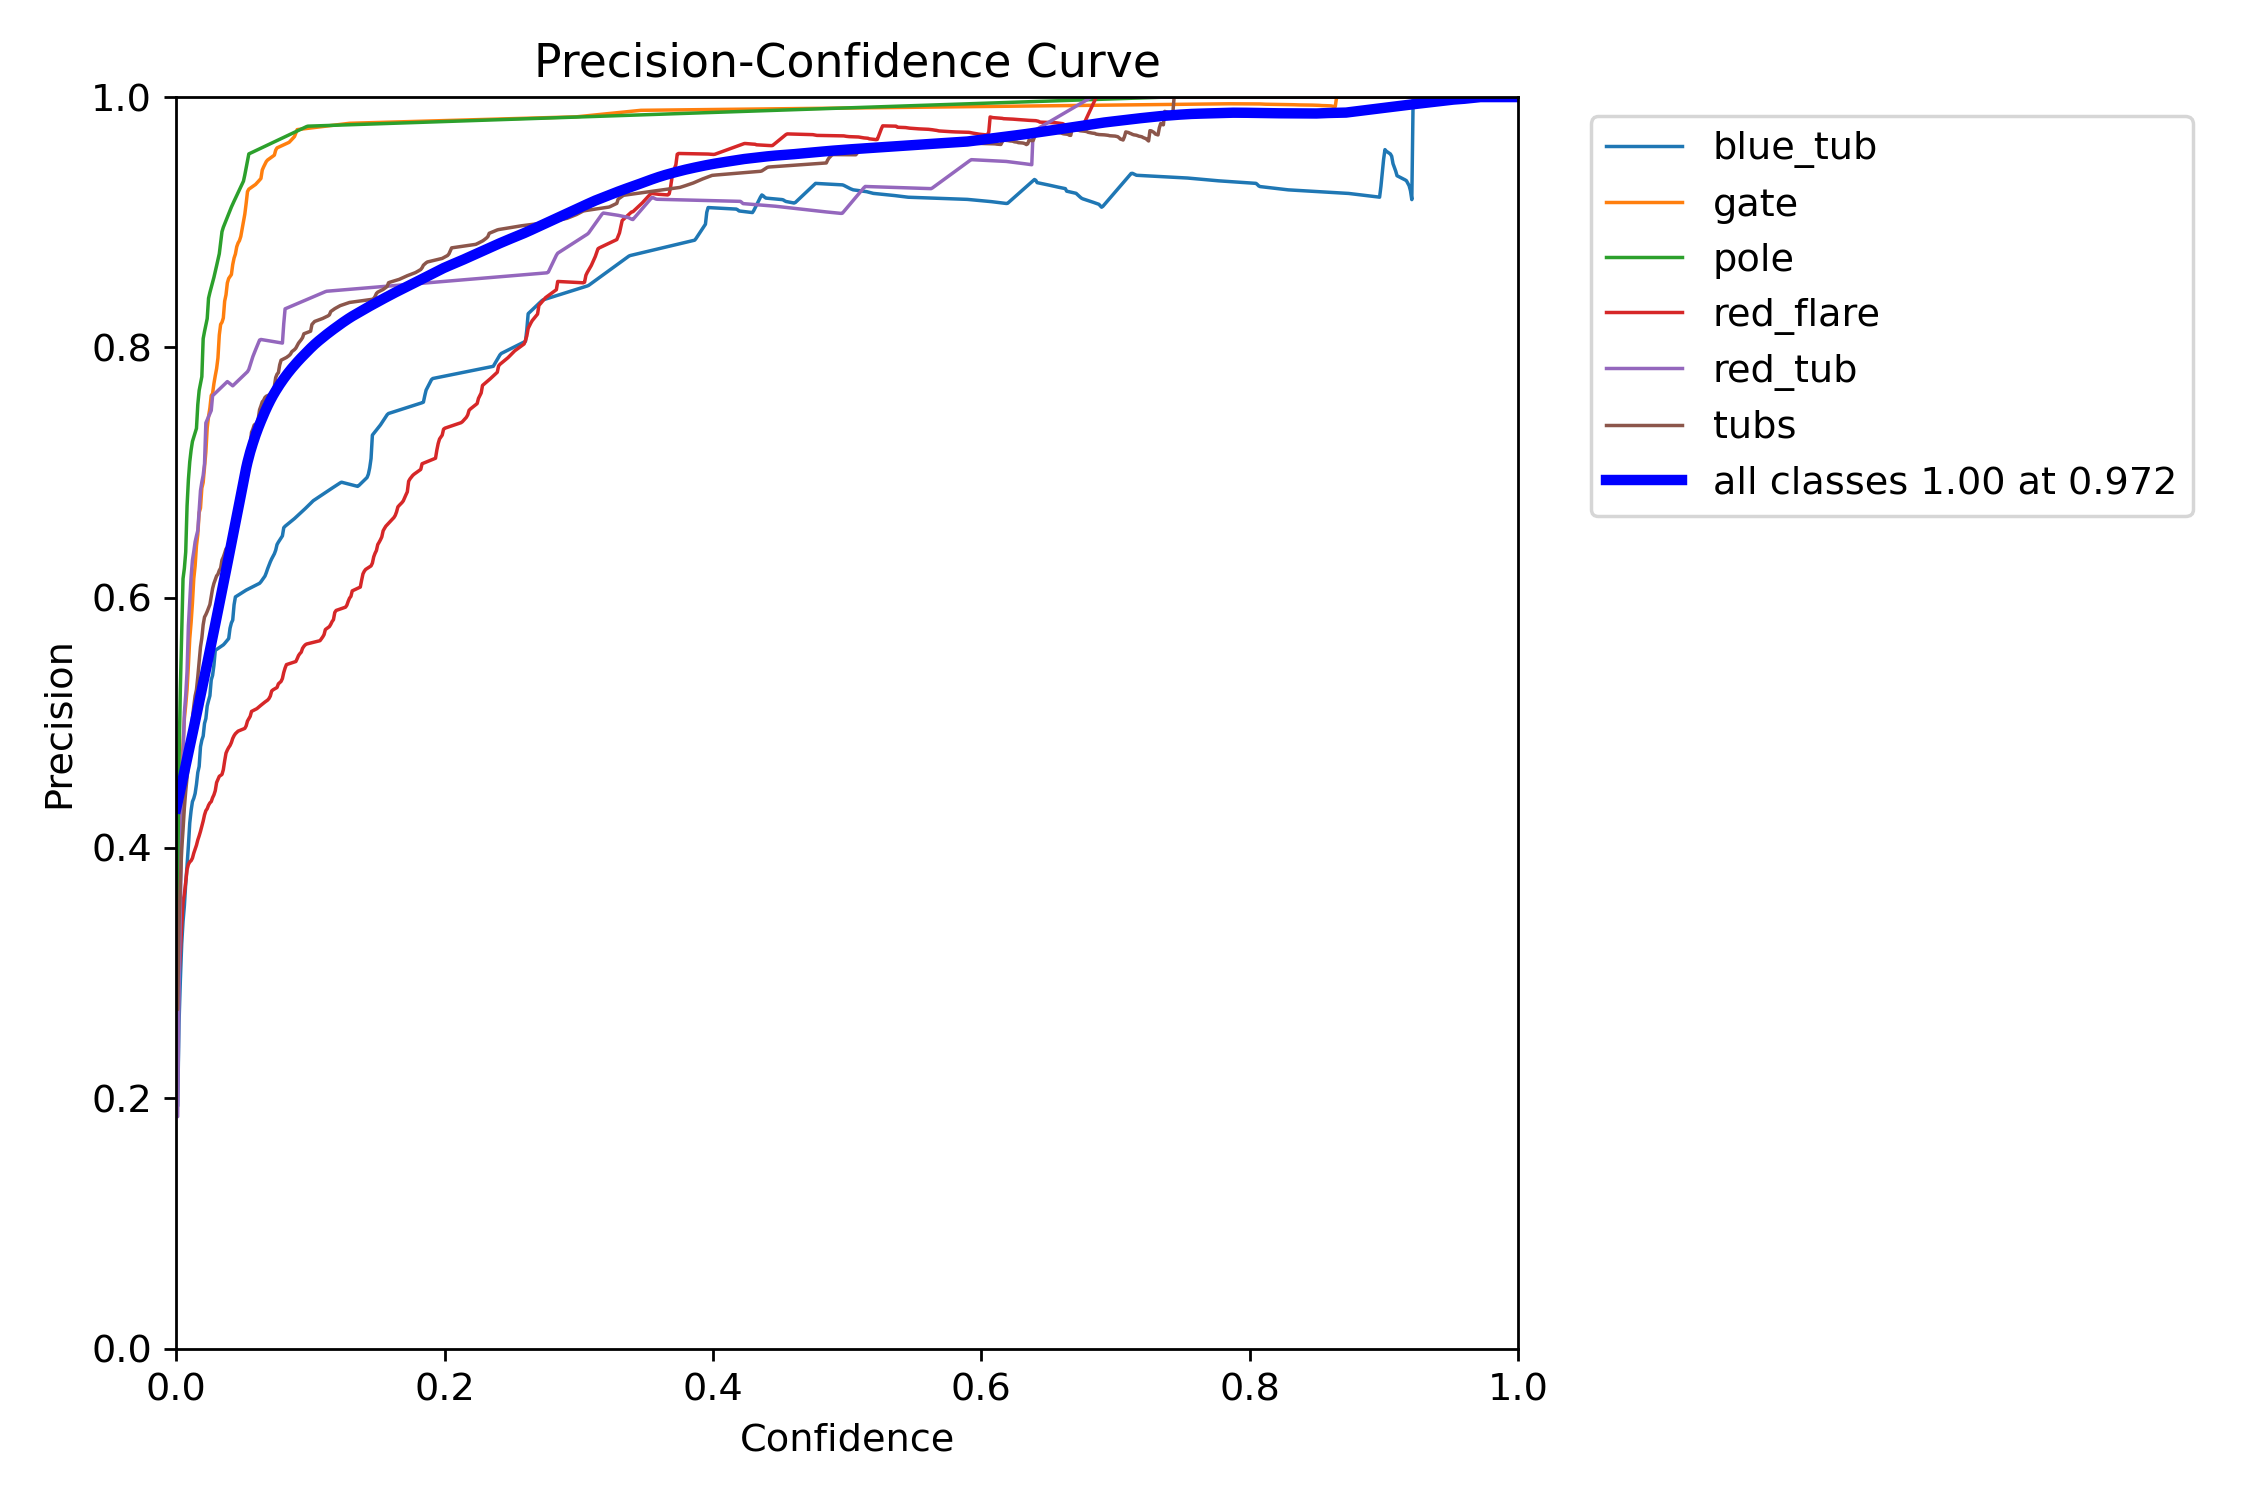 Precision-Confidence Curve
1.0
0.8
0.6
0.4
0.2
0.0
Precision
0.0 0.2 0.4 0.6 0.8 1.0
Confidence
blue_tub
gate
pole
red_flare
red_tub
tubs
all classes 1.00 at 0.972